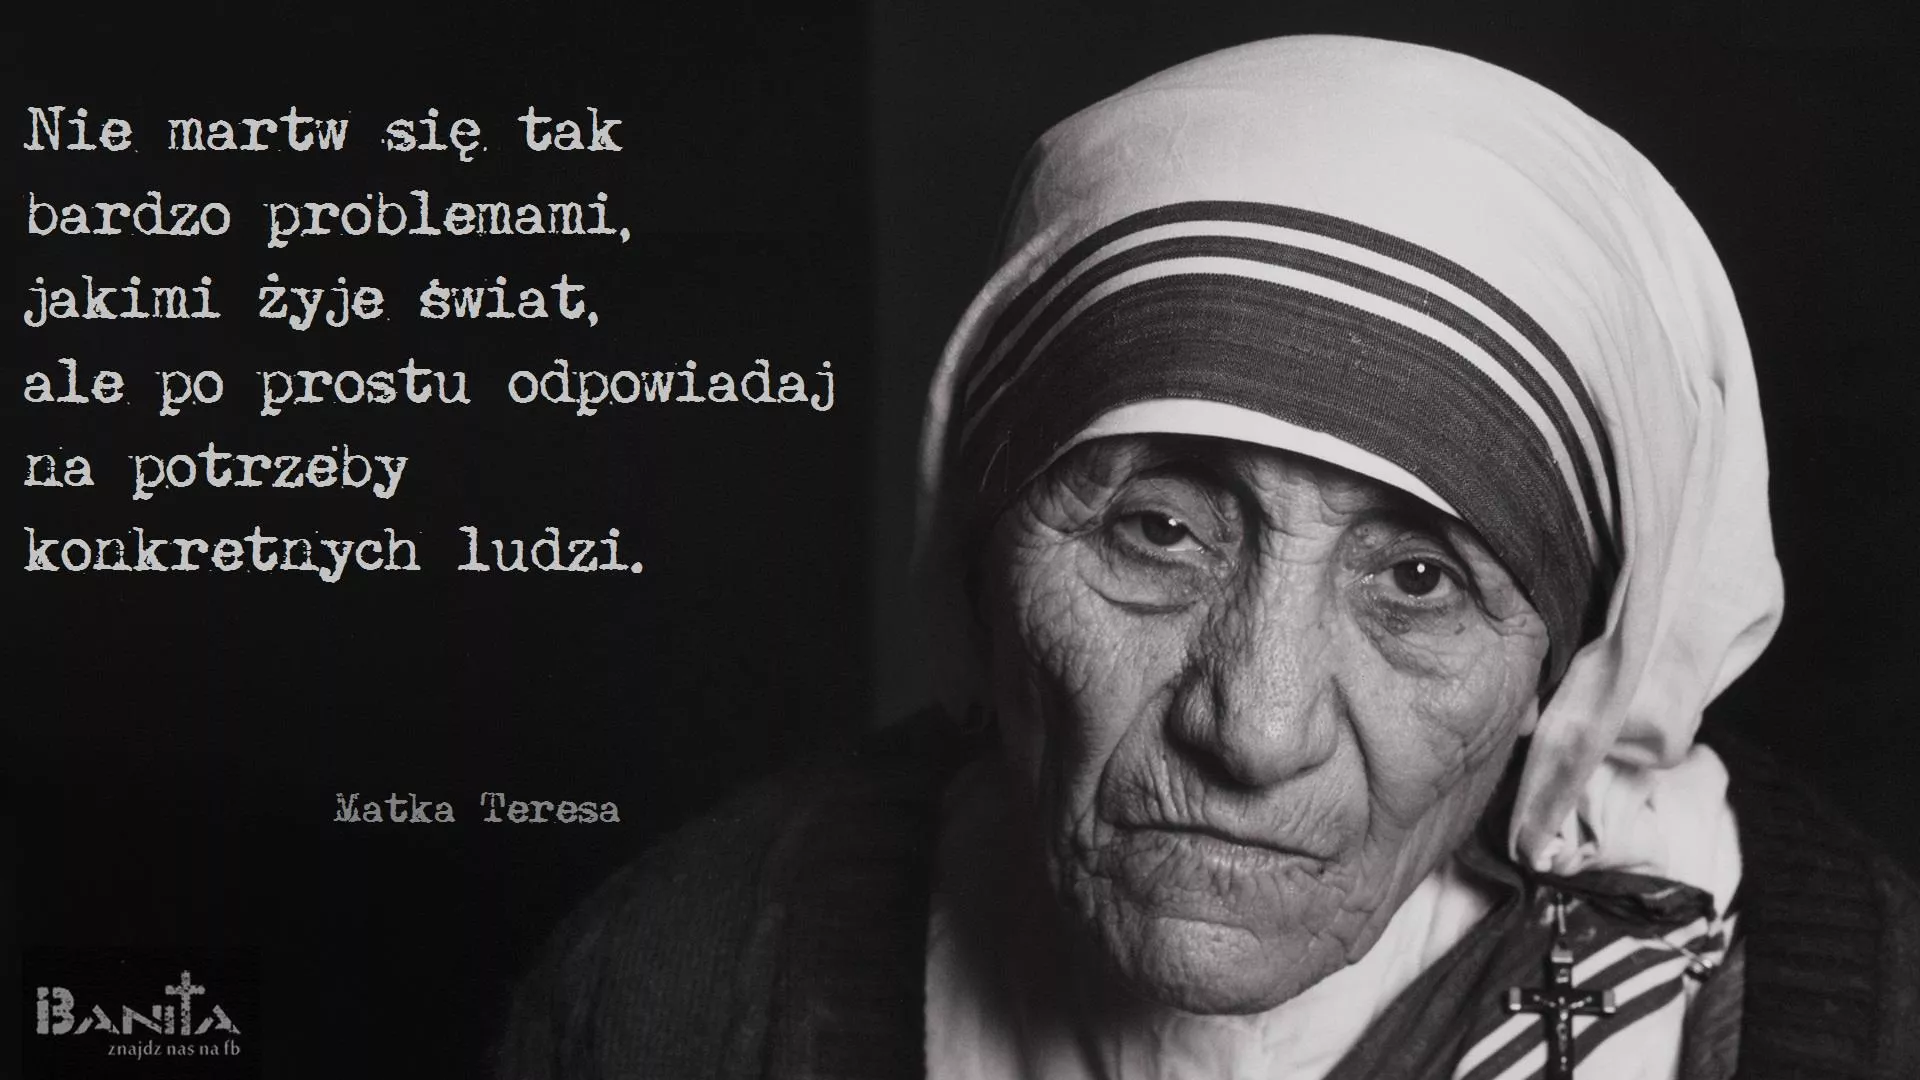 Nie martw się tak
bardzo problemami,
jakimi żyje świat,
ale po prostu odpowiadaj
na potrzeby
konkretnych ludzi.
Matka Teresa
BANITA
znajdz nas na fb